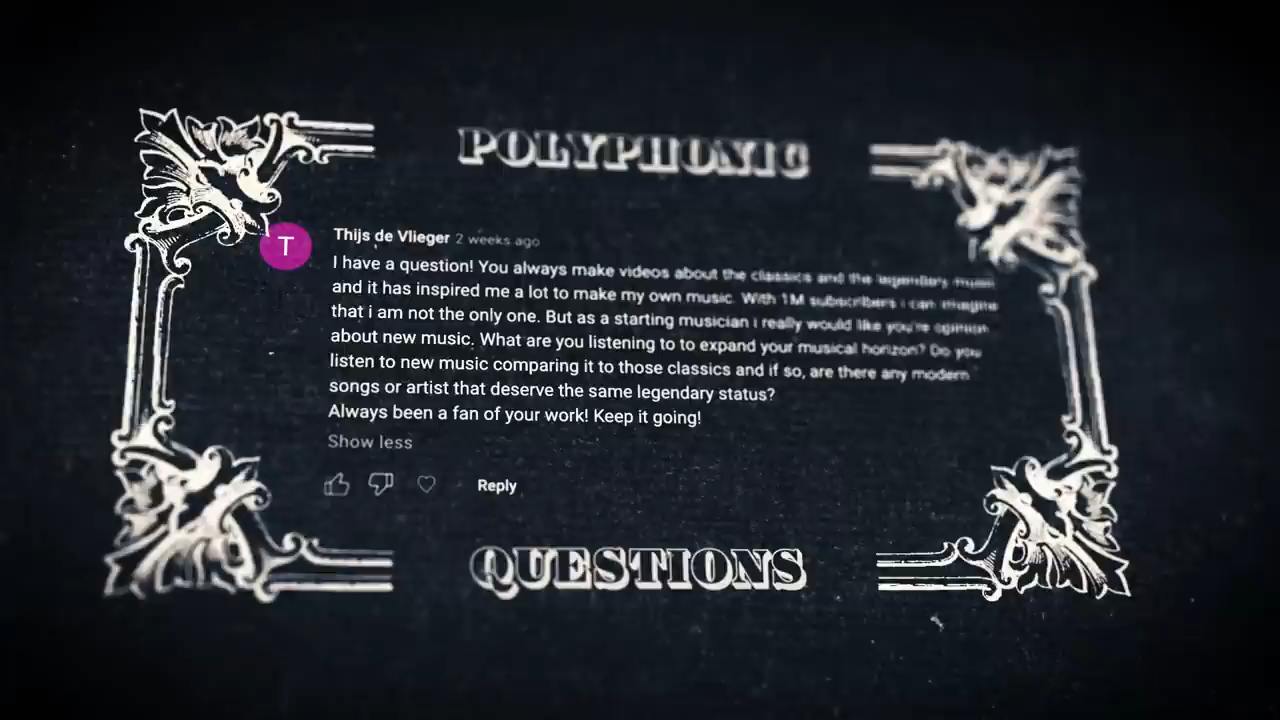 POLYPHONIC
T
Thijs de Vlieger 2 weeks ago
I have a question! You always make videos about the classics and the legendary music
and it has inspired me a lot to make my own music. With 1M subscribers i can imagine
that i am not the only one. But as a starting musician i really would like you're opinion
about new music. What are you listening to to expand your musical horizon? Do you
listen to new music comparing it to those classics and if so, are there any modern
songs or artist that deserve the same legendary status?
Always been a fan of your work! Keep it going!
Show less
Reply
QUESTIONS